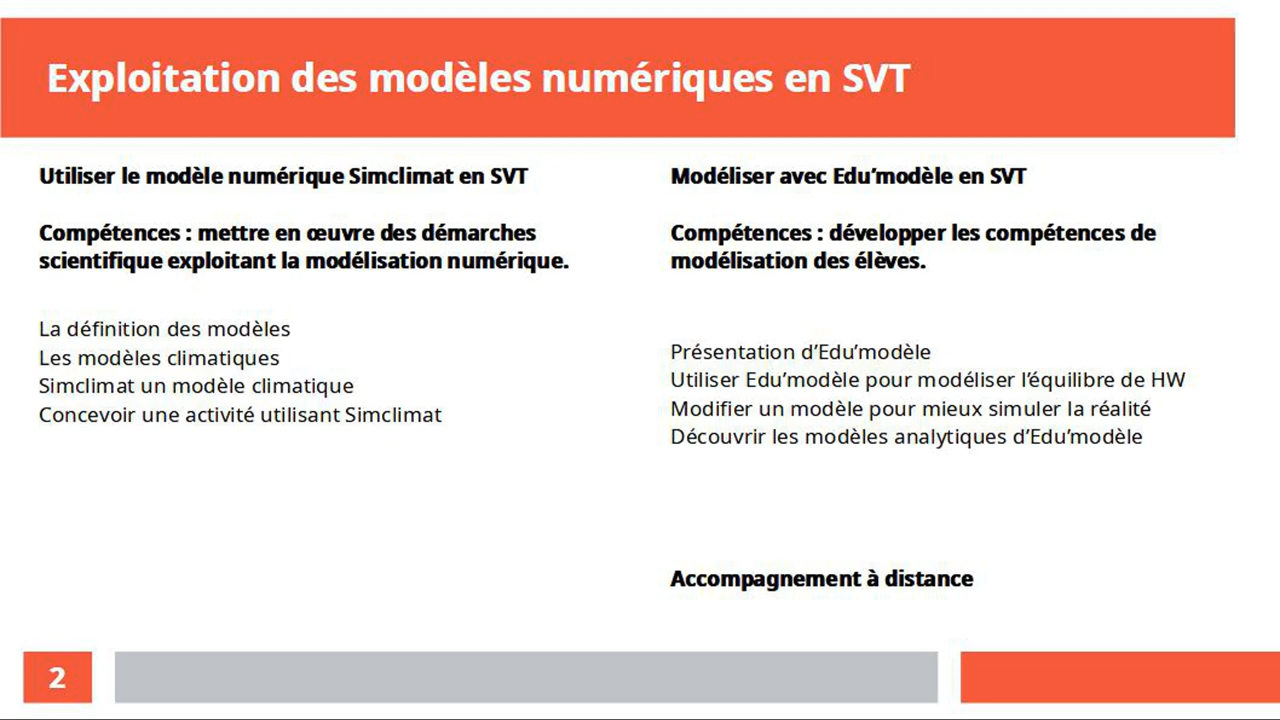 Exploitation des modèles numériques en SVT
Utiliser le modèle numérique Simclimat en SVT
Compétences : mettre en œuvre des démarches
scientifique exploitant la modélisation numérique.
La définition des modèles
Les modèles climatiques
Simclimat un modèle climatique
Concevoir une activité utilisant Simclimat
Modéliser avec Edu’modèle en SVT
Compétences : développer les compétences de
modélisation des élèves.
Présentation d’Edu’modèle
Utiliser Edu’modèle pour modéliser l’équilibre de HW
Modifier un modèle pour mieux simuler la réalité
Découvrir les modèles analytiques d’Edu’modèle
Accompagnement à distance
2